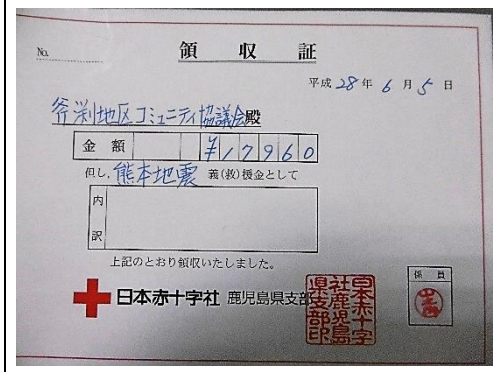 No.
領収証
平成28年6月5日
斧渕地区コミュニティ協議会殿
金額 ¥17960
但し、熊本地震 義(救)援金として
内訳
上記のとおり領収いたしました。
係員
日本赤十字社 鹿児島県支部
日本赤十字社鹿児島県支部印